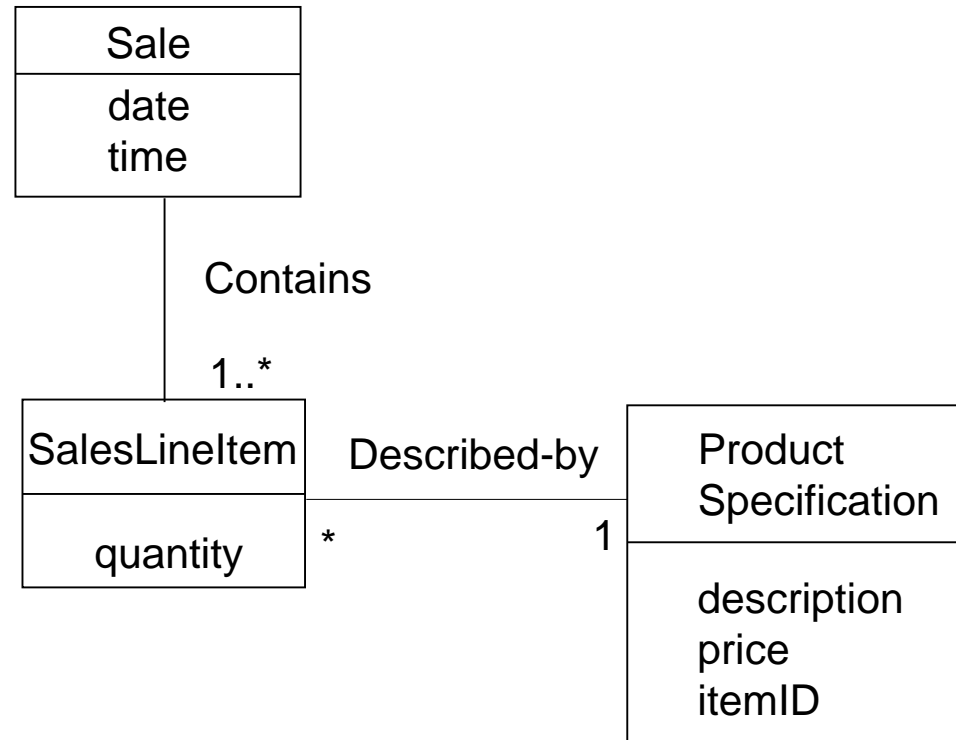 Sale
date
time
Contains
1..*
SalesLineItem
Described-by
Product
Specification
quantity
*
1
description
price
itemID